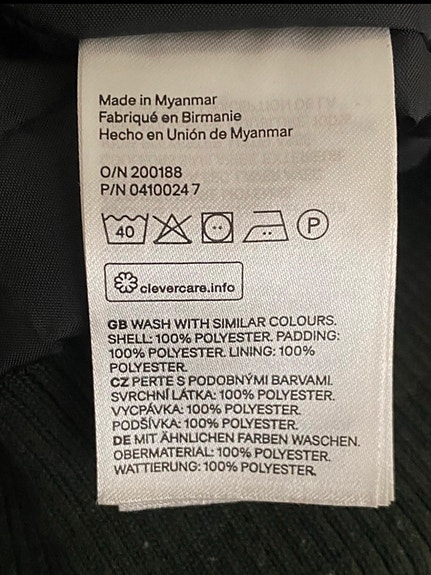 Made in Myanmar
Fabriqué en Birmanie
Hecho en Unión de Myanmar
O/N 200188
P/N 0410024 7
40 P
clevercare.info
GB WASH WITH SIMILAR COLOURS.
SHELL: 100% POLYESTER. PADDING:
100% POLYESTER. LINING: 100%
POLYESTER.
CZ PERTE S PODOBNÝMI BARVAMI.
SVRCHNÍ LÁTKA: 100% POLYESTER.
VYCPÁVKA: 100% POLYESTER.
PODŠÍVKA: 100% POLYESTER.
DE MIT ÄHNLICHEN FARBEN WASCHEN.
OBERMATERIAL: 100% POLYESTER.
WATTIERUNG: 100% POLYESTER.